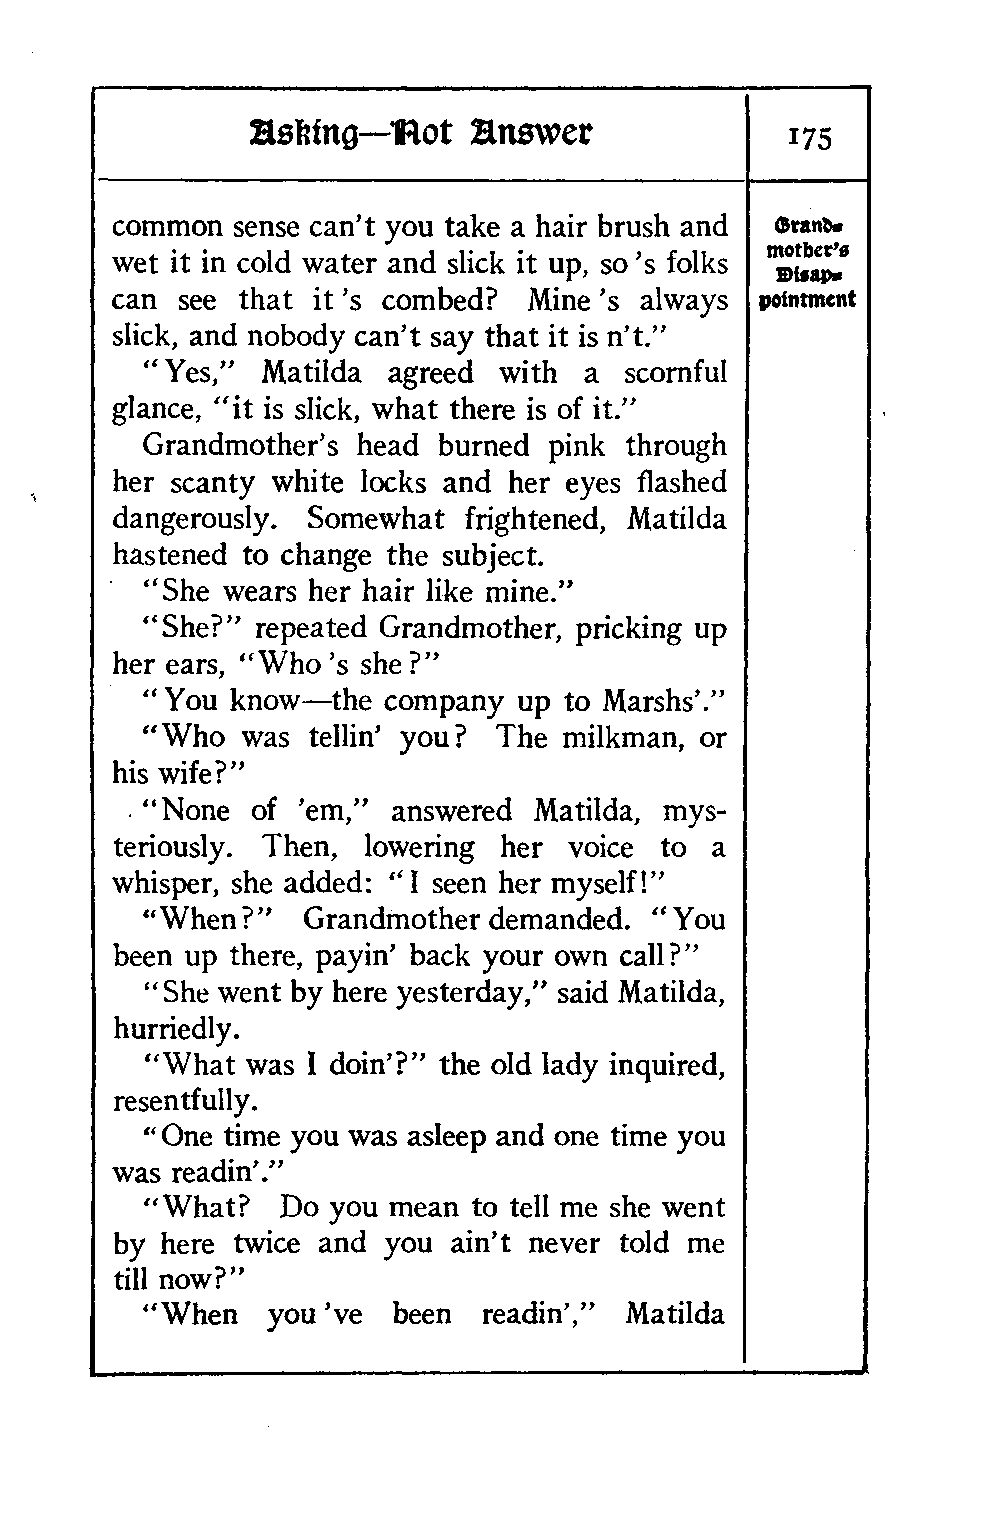 Asking—Not Answer
175
Grand-
mother's
Disap-
pointment
common sense can't you take a hair brush and
wet it in cold water and slick it up, so 's folks
can see that it 's combed? Mine 's always
slick, and nobody can't say that it is n't."
"Yes," Matilda agreed with a scornful
glance, "it is slick, what there is of it."
Grandmother's head burned pink through
her scanty white locks and her eyes flashed
dangerously. Somewhat frightened, Matilda
hastened to change the subject.
"She wears her hair like mine."
"She?" repeated Grandmother, pricking up
her ears, "Who 's she?"
"You know—the company up to Marshs'."
"Who was tellin' you? The milkman, or
his wife?"
"None of 'em," answered Matilda, mys-
teriously. Then, lowering her voice to a
whisper, she added: "I seen her myself!"
"When?" Grandmother demanded. "You
been up there, payin' back your own call?"
"She went by here yesterday," said Matilda,
hurriedly.
"What was I doin'?" the old lady inquired,
resentfully.
"One time you was asleep and one time you
was readin'."
"What? Do you mean to tell me she went
by here twice and you ain't never told me
till now?"
"When you 've been readin'," Matilda